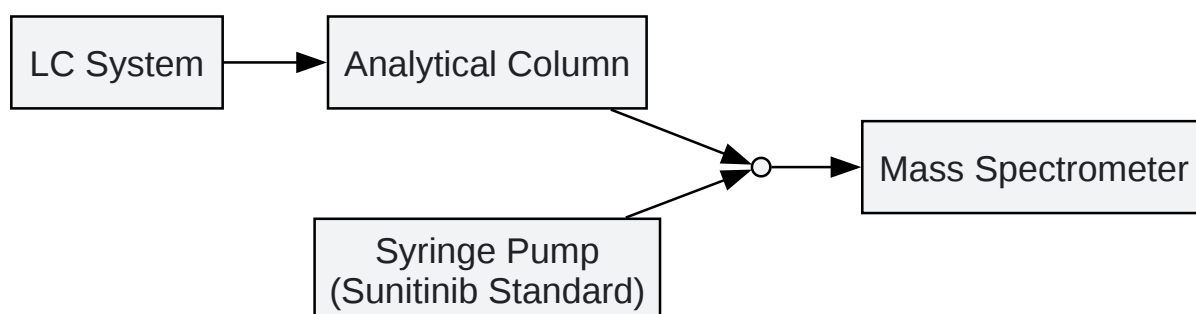 LC System
Analytical Column
Mass Spectrometer
Syringe Pump
(Sunitinib Standard)